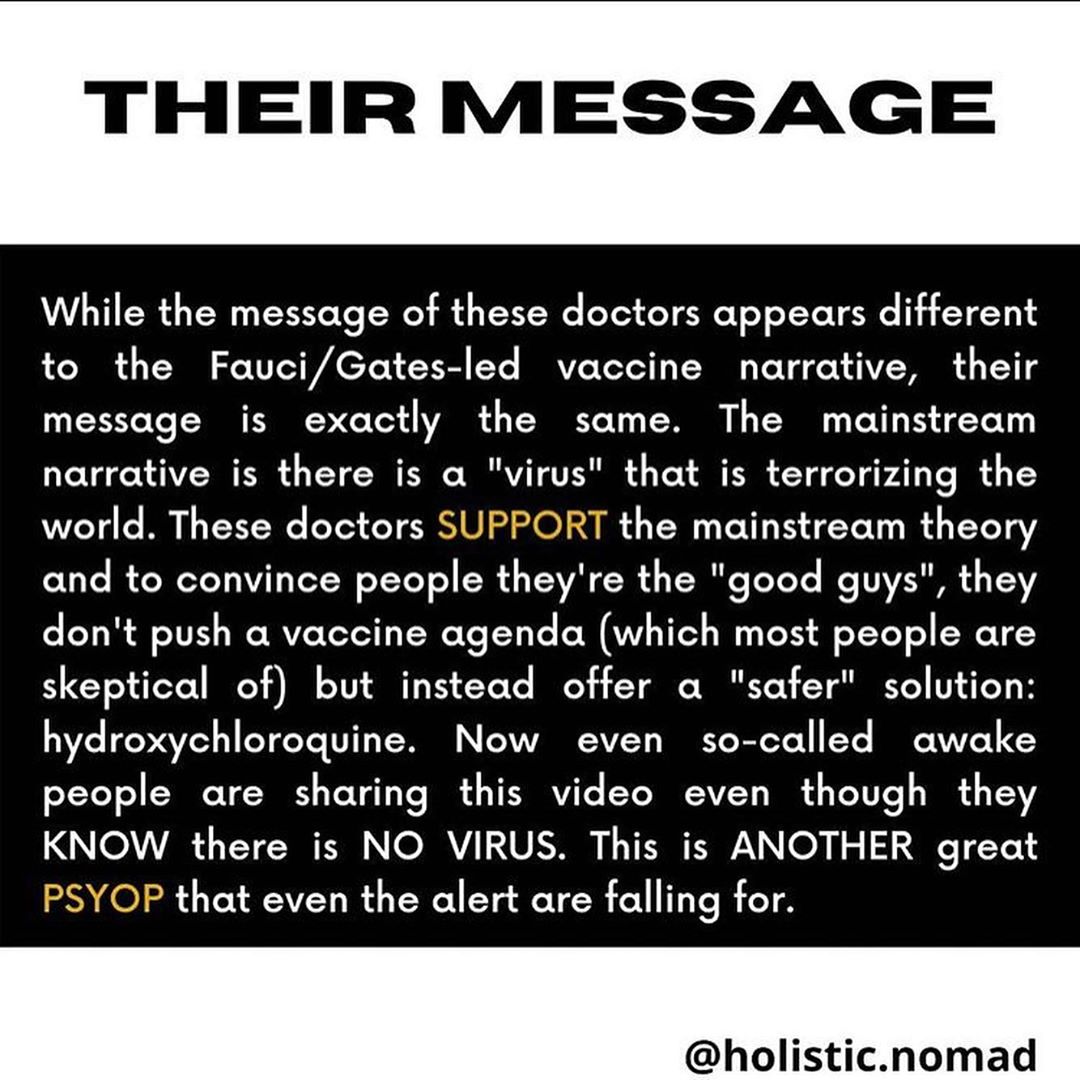 THEIR MESSAGE
While the message of these doctors appears different
to the Fauci/Gates-led vaccine narrative, their
message is exactly the same. The mainstream
narrative is there is a "virus" that is terrorizing the
world. These doctors SUPPORT the mainstream theory
and to convince people they're the "good guys", they
don't push a vaccine agenda (which most people are
skeptical of) but instead offer a "safer" solution:
hydroxychloroquine. Now even so-called awake
people are sharing this video even though they
KNOW there is NO VIRUS. This is ANOTHER great
PSYOP that even the alert are falling for.
@holistic.nomad